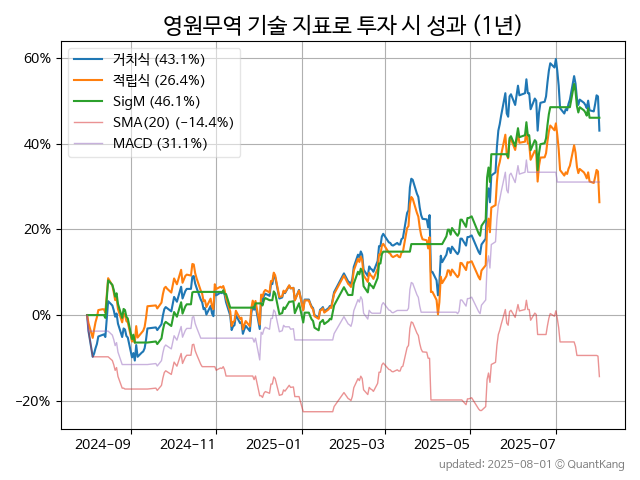 영원무역 기술 지표로 투자 시 성과 (1년)
거치식 (43.1%)
적립식 (26.4%)
SigM (46.1%)
SMA(20) (−14.4%)
MACD (31.1%)
60%
40%
20%
0%
−20%
2024-09 2024-11 2025-01 2025-03 2025-05 2025-07
updated: 2025-08-01 © QuantKang